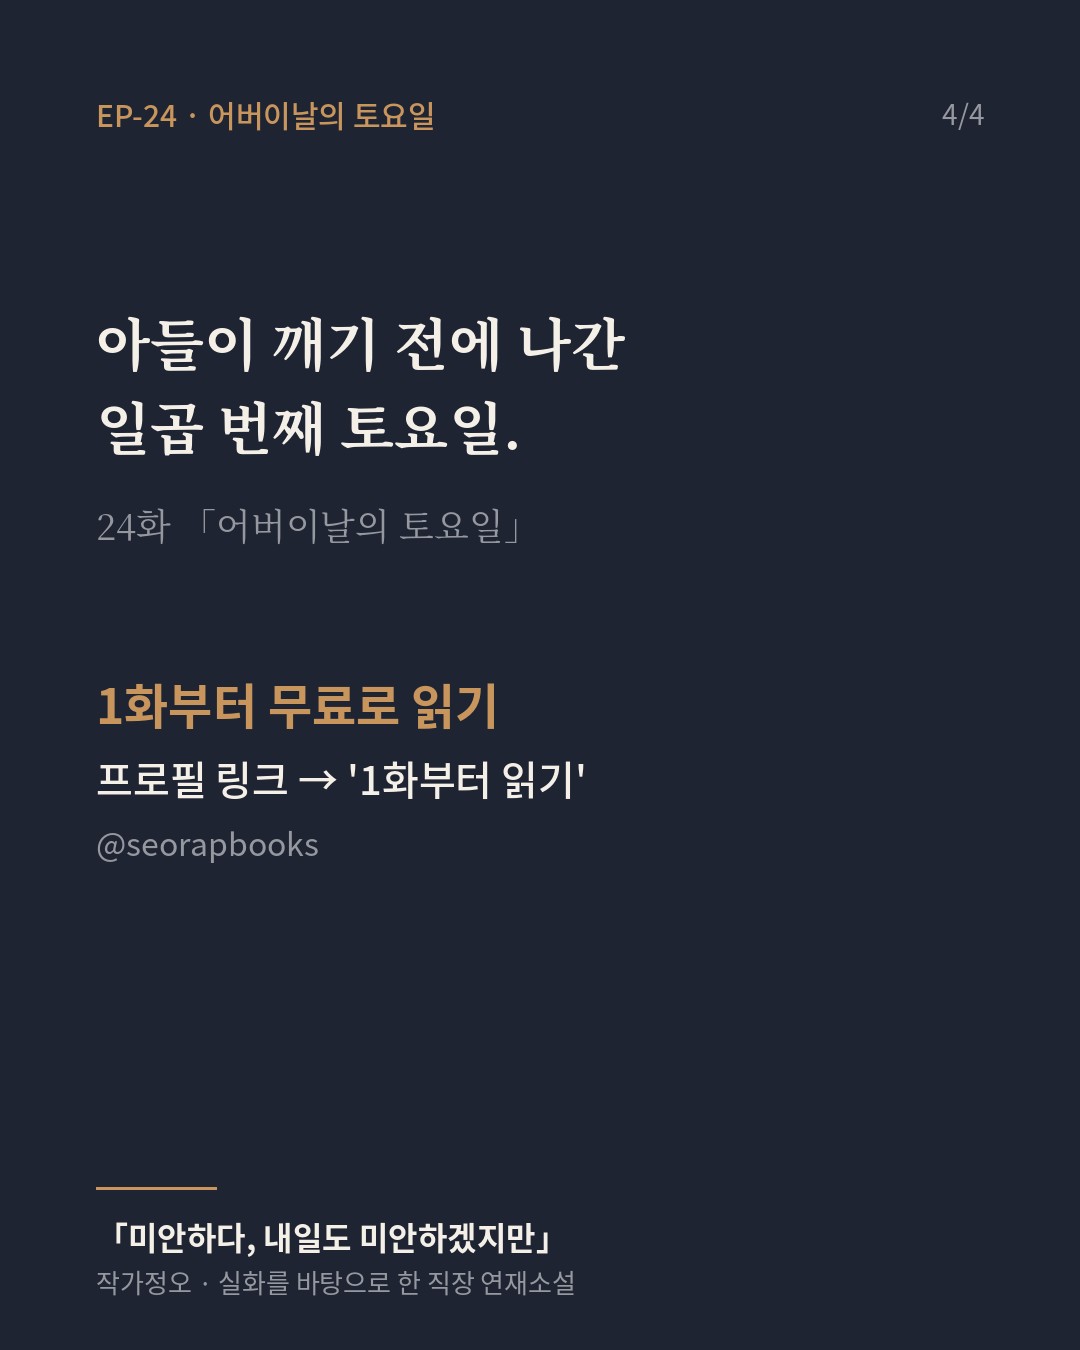 EP-24 · 어버이날의 토요일
4/4
아들이 깨기 전에 나간
일곱 번째 토요일.
24화 「어버이날의 토요일」
1화부터 무료로 읽기
프로필 링크 → '1화부터 읽기'
@seorapbooks
「미안하다, 내일도 미안하겠지만」
작가정오 · 실화를 바탕으로 한 직장 연재소설